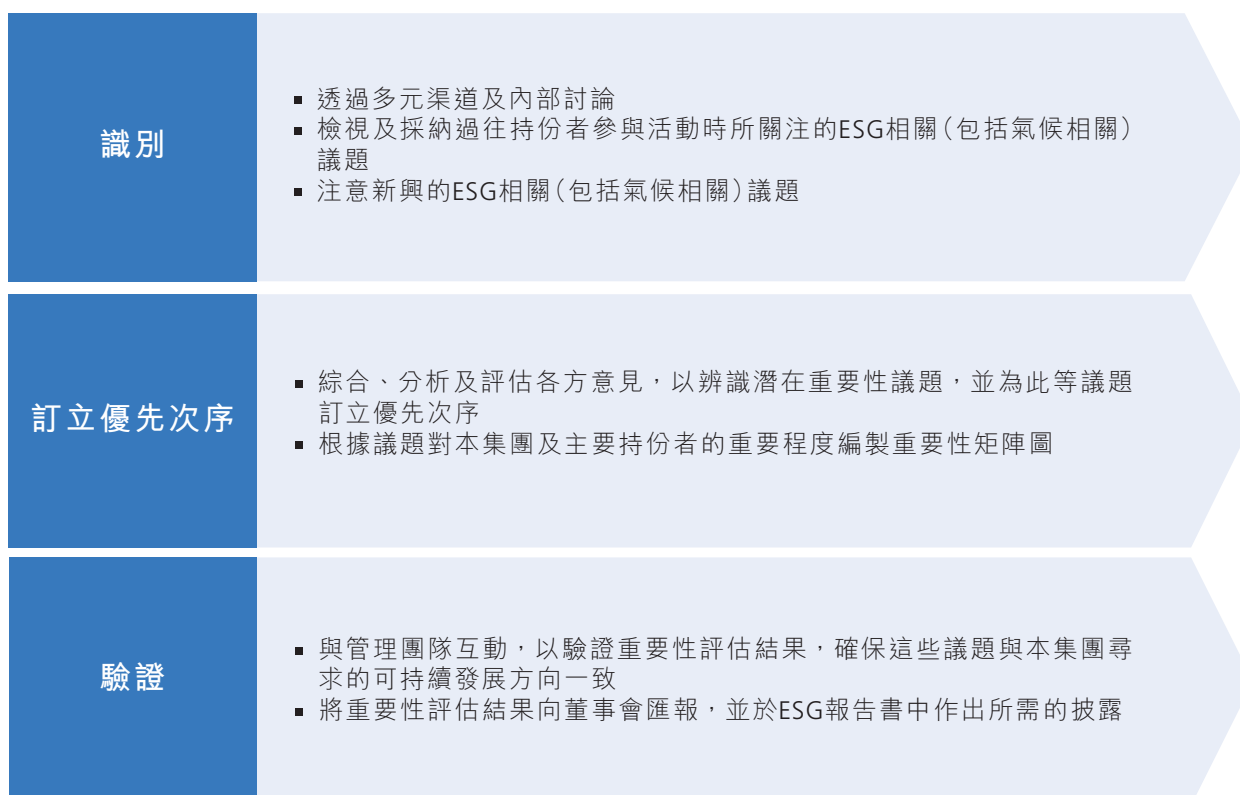 識別
▪ 透過多元渠道及內部討論
▪ 檢視及採納過往持份者參與活動時所關注的ESG相關（包括氣候相關）
議題
▪ 注意新興的ESG相關（包括氣候相關）議題
訂立優先次序
▪ 綜合、分析及評估各方意見，以辨識潛在重要性議題，並為此等議題
訂立優先次序
▪ 根據議題對本集團及主要持份者的重要程度編製重要性矩陣圖
驗證
▪ 與管理團隊互動，以驗證重要性評估結果，確保這些議題與本集團尋
求的可持續發展方向一致
▪ 將重要性評估結果向董事會匯報，並於ESG報告書中作出所需的披露